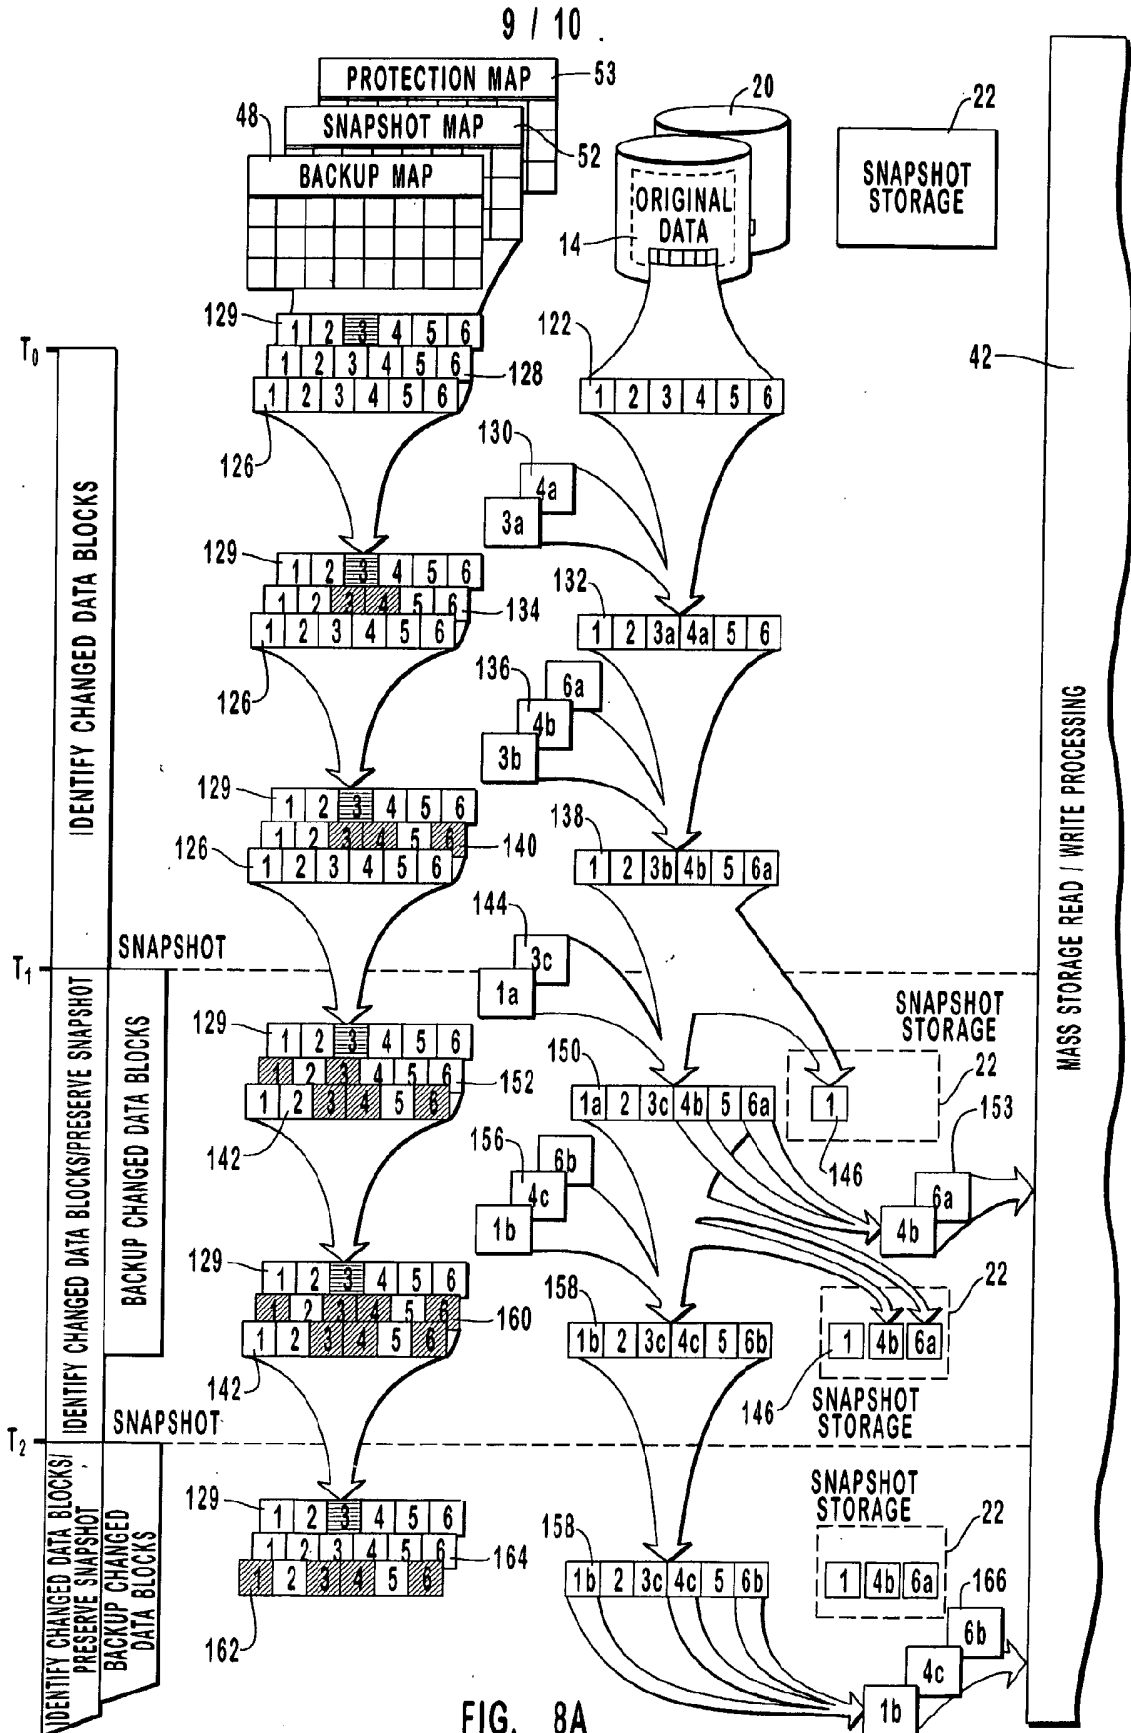 9 / 10
PROTECTION MAP
53
SNAPSHOT MAP
52
48
BACKUP MAP
20
22
ORIGINAL
DATA
14
SNAPSHOT
STORAGE
T0
129
1 2 3 4 5 6
1 2 3 4 5 6
128
1 2 3 4 5 6
126
122
1 2 3 4 5 6
42
130
4a
3a
129
1 2 3 4 5 6
1 2 3 4 5 6
134
1 2 3 4 5 6
126
132
1 2 3a 4a 5 6
IDENTIFY CHANGED DATA BLOCKS
136
6a
4b
3b
129
1 2 3 4 5 6
1 2 3 4 5 6
140
126
1 2 3 4 5 6
138
1 2 3b 4b 5 6a
MASS STORAGE READ / WRITE PROCESSING
144
3c
1a
SNAPSHOT
T1
SNAPSHOT
STORAGE
22
1
146
129
1 2 3 4 5 6
1 2 3 4 5 6
152
1 2 3 4 5 6
142
150
1a 2 3c 4b 5 6a
153
6a
4b
IDENTIFY CHANGED DATA BLOCKS/PRESERVE SNAPSHOT
BACKUP CHANGED DATA BLOCKS
156
6b
4c
1b
129
1 2 3 4 5 6
1 2 3 4 5 6
160
1 2 3 4 5 6
142
158
1b 2 3c 4c 5 6b
22
1 4b 6a
146
SNAPSHOT
STORAGE
SNAPSHOT
T2
SNAPSHOT
STORAGE
22
1 4b 6a
129
1 2 3 4 5 6
1 2 3 4 5 6
164
1 2 3 4 5 6
162
158
1b 2 3c 4c 5 6b
166
6b
4c
1b
IDENTIFY CHANGED DATA BLOCKS/
PRESERVE SNAPSHOT
BACKUP CHANGED
DATA BLOCKS
FIG. 8A